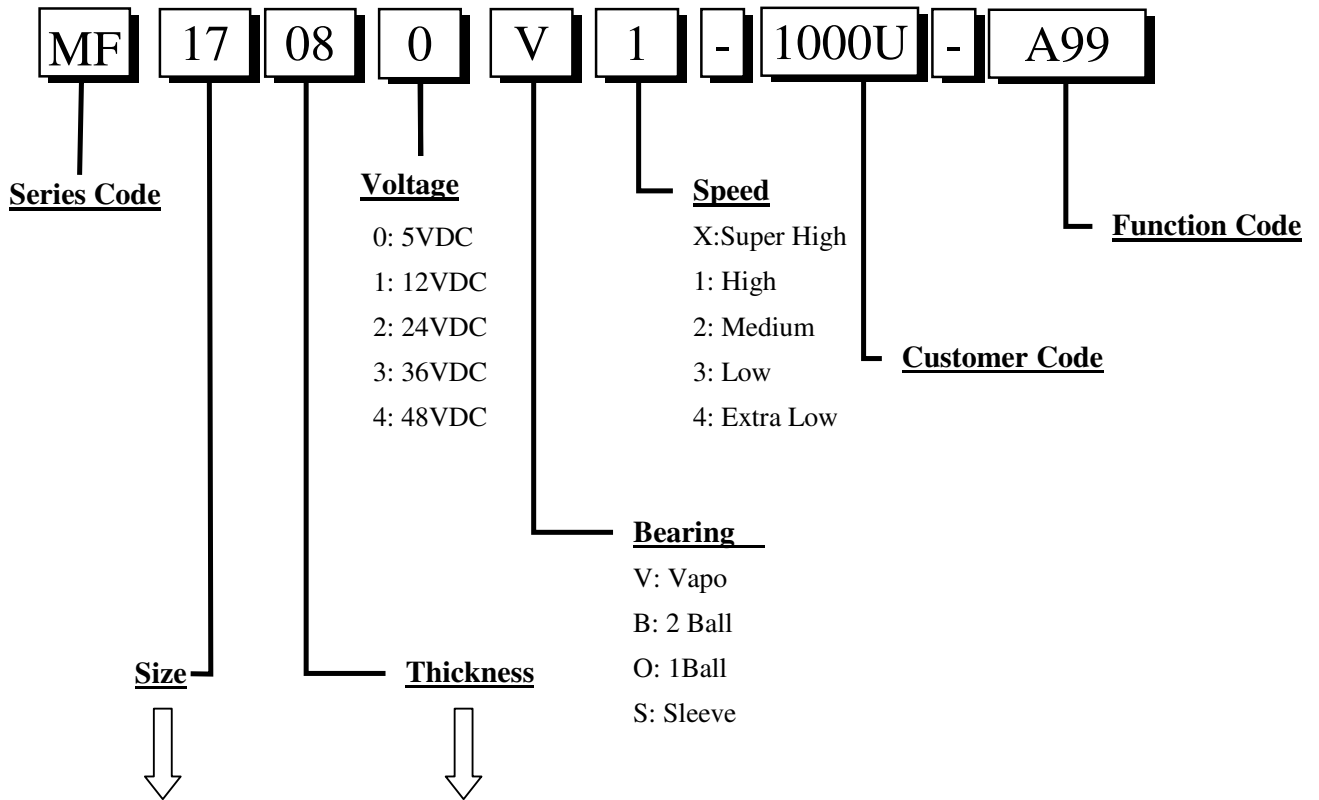 MF 17 08 0 V 1 - 1000U - A99
Series Code
Voltage
0: 5VDC
1: 12VDC
2: 24VDC
3: 36VDC
4: 48VDC
Speed
X:Super High
1: High
2: Medium
3: Low
4: Extra Low
Function Code
Customer Code
Bearing
V: Vapo
B: 2 Ball
O: 1Ball
S: Sleeve
Size
Thickness